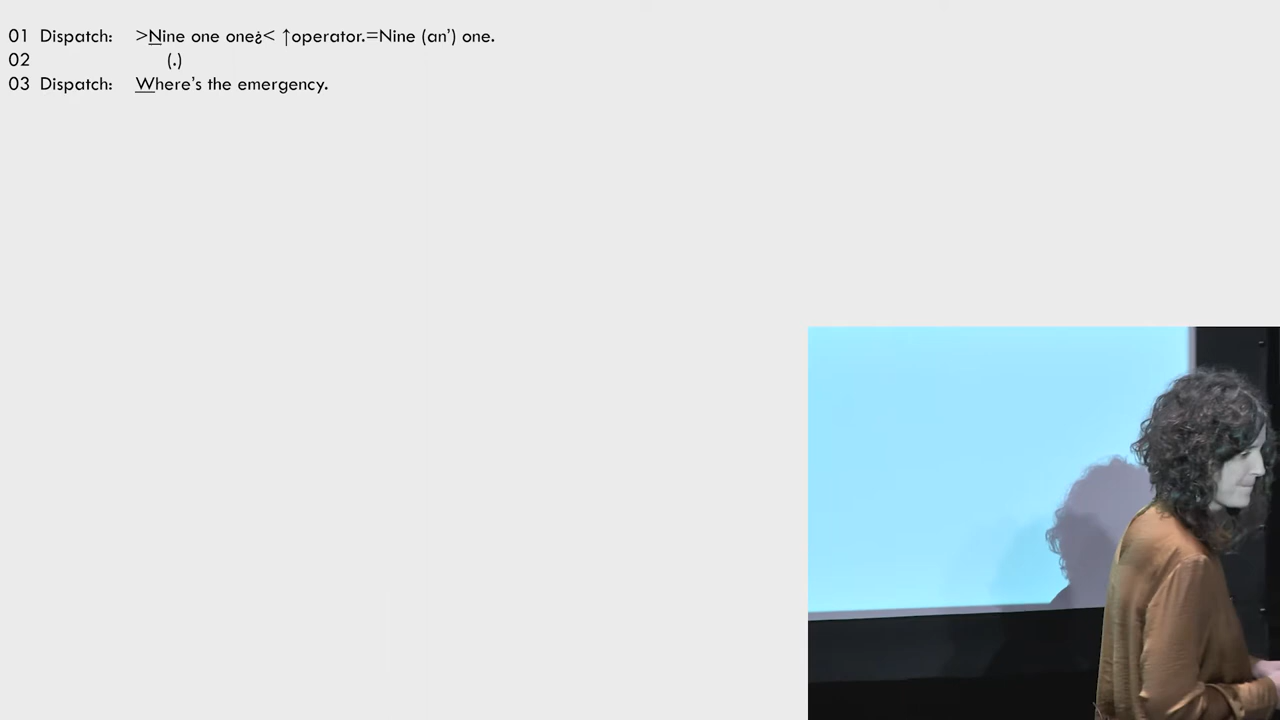 01 Dispatch: >Nine one one¿< ↑operator.=Nine (an’) one.
02 (.)
03 Dispatch: Where’s the emergency.